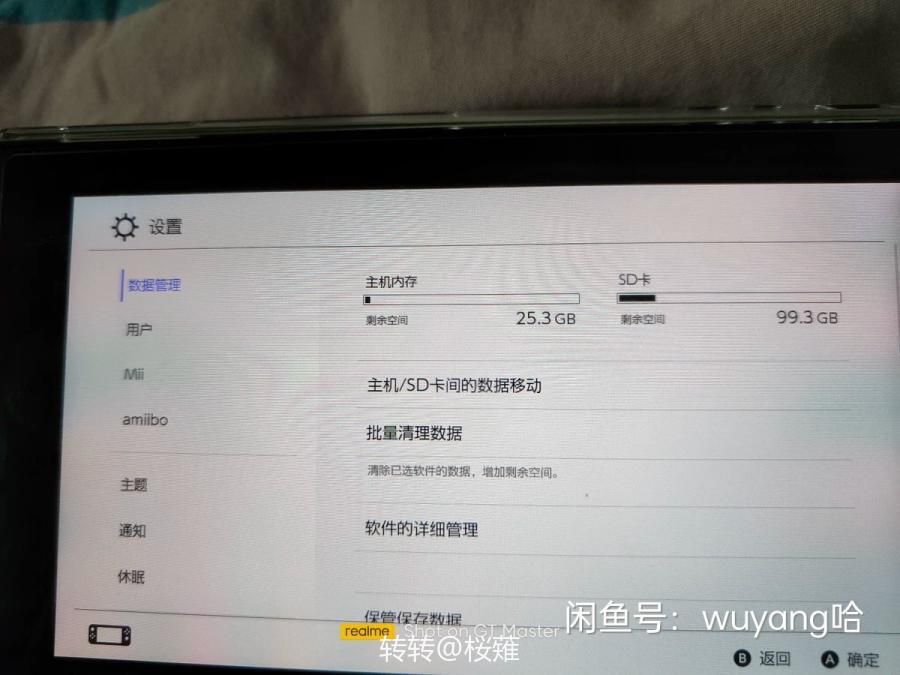 设置
数据管理
用户
Mii
amiibo
主题
通知
休眠
主机内存
剩余空间 25.3 GB
SD卡
剩余空间 99.3 GB
主机/SD卡间的数据移动
批量清理数据
清除已选软件的数据，增加剩余空间。
软件的详细管理
保管保存数据
realme Shot on GT Master
闲鱼号：wuyang哈
转转@桜薙
B 返回 A 确定